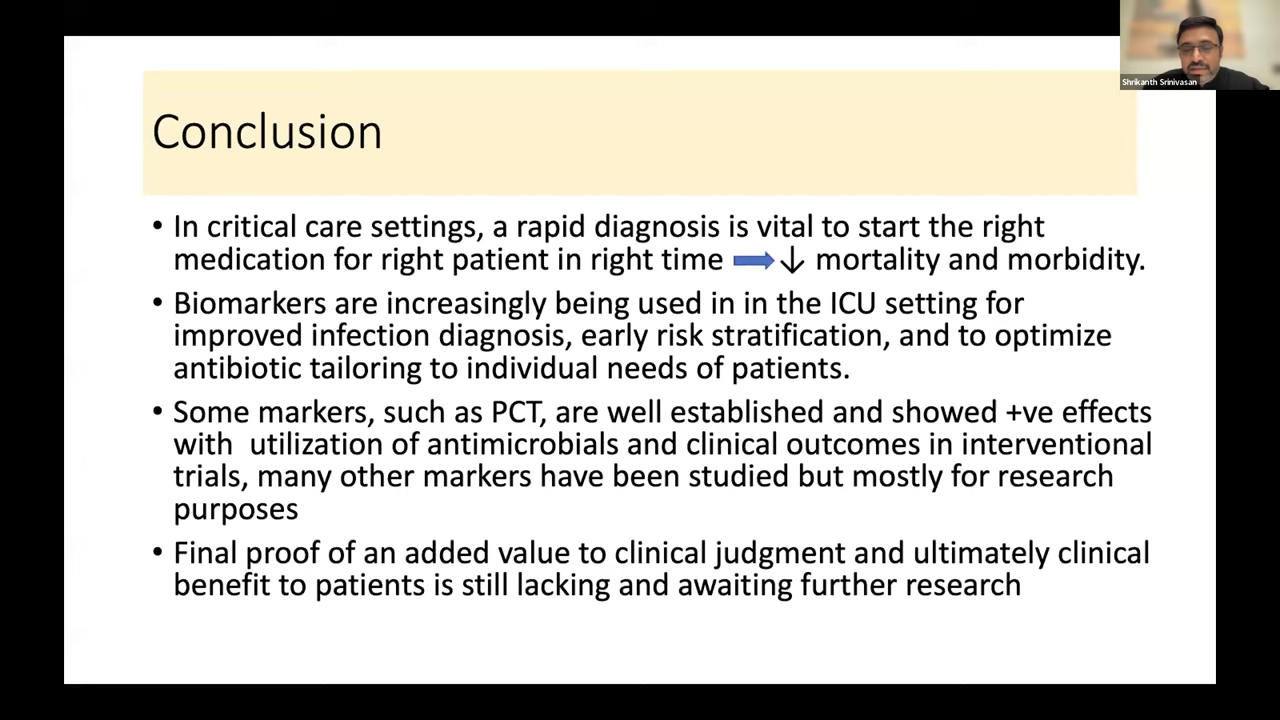 Shrikanth Srinivasan
Conclusion
• In critical care settings, a rapid diagnosis is vital to start the right
medication for right patient in right time ➡↓ mortality and morbidity.
• Biomarkers are increasingly being used in in the ICU setting for
improved infection diagnosis, early risk stratification, and to optimize
antibiotic tailoring to individual needs of patients.
• Some markers, such as PCT, are well established and showed +ve effects
with  utilization of antimicrobials and clinical outcomes in interventional
trials, many other markers have been studied but mostly for research
purposes
• Final proof of an added value to clinical judgment and ultimately clinical
benefit to patients is still lacking and awaiting further research